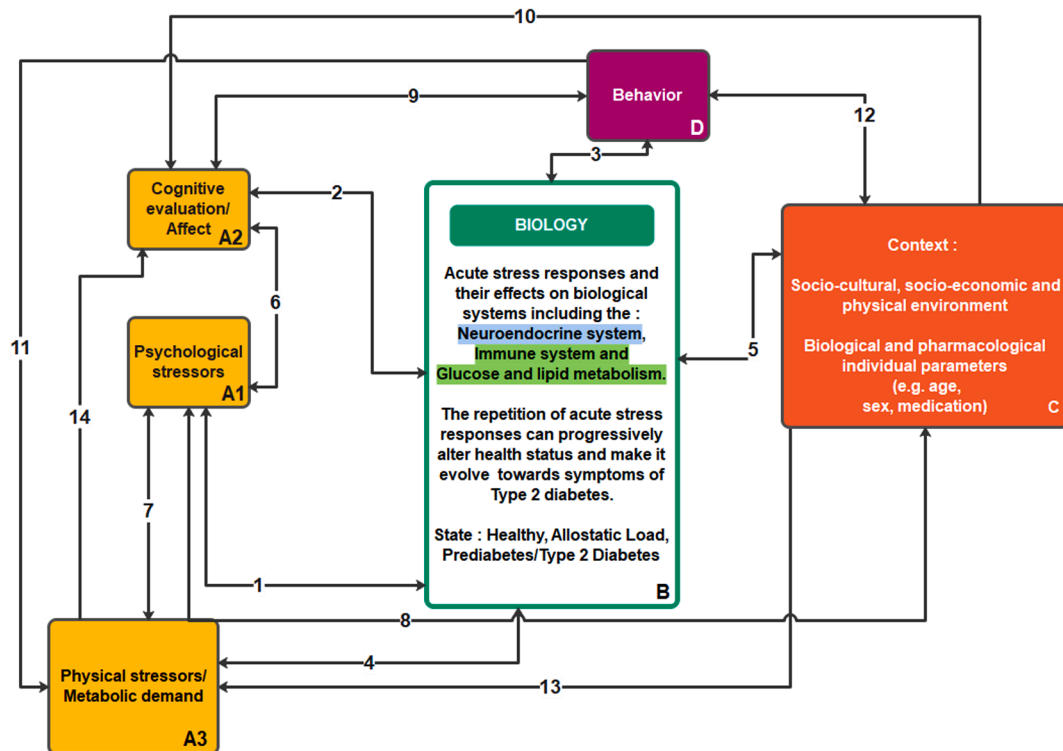 10
Behavior
D
9
12
3
Cognitive
evaluation/
Affect
A2
2
BIOLOGY
Acute stress responses and
their effects on biological
systems including the :
Neuroendocrine system,
Immune system and
Glucose and lipid metabolism.
The repetition of acute stress
responses can progressively
alter health status and make it
evolve towards symptoms of
Type 2 diabetes.
State : Healthy, Allostatic Load,
Prediabetes/Type 2 Diabetes
B
Context :
Socio-cultural, socio-economic and
physical environment
Biological and pharmacological
individual parameters
(e.g. age,
sex, medication)
C
6
5
11
Psychological
stressors
A1
14
7
1
8
4
13
Physical stressors/
Metabolic demand
A3